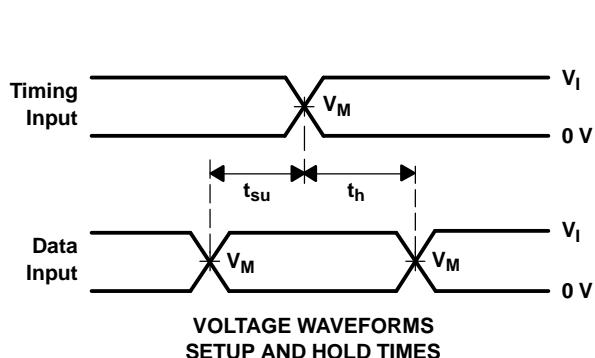 Timing
Input
V_M
V_I
0 V
t_su
t_h
Data
Input
V_M
V_M
V_I
0 V
VOLTAGE WAVEFORMS
SETUP AND HOLD TIMES